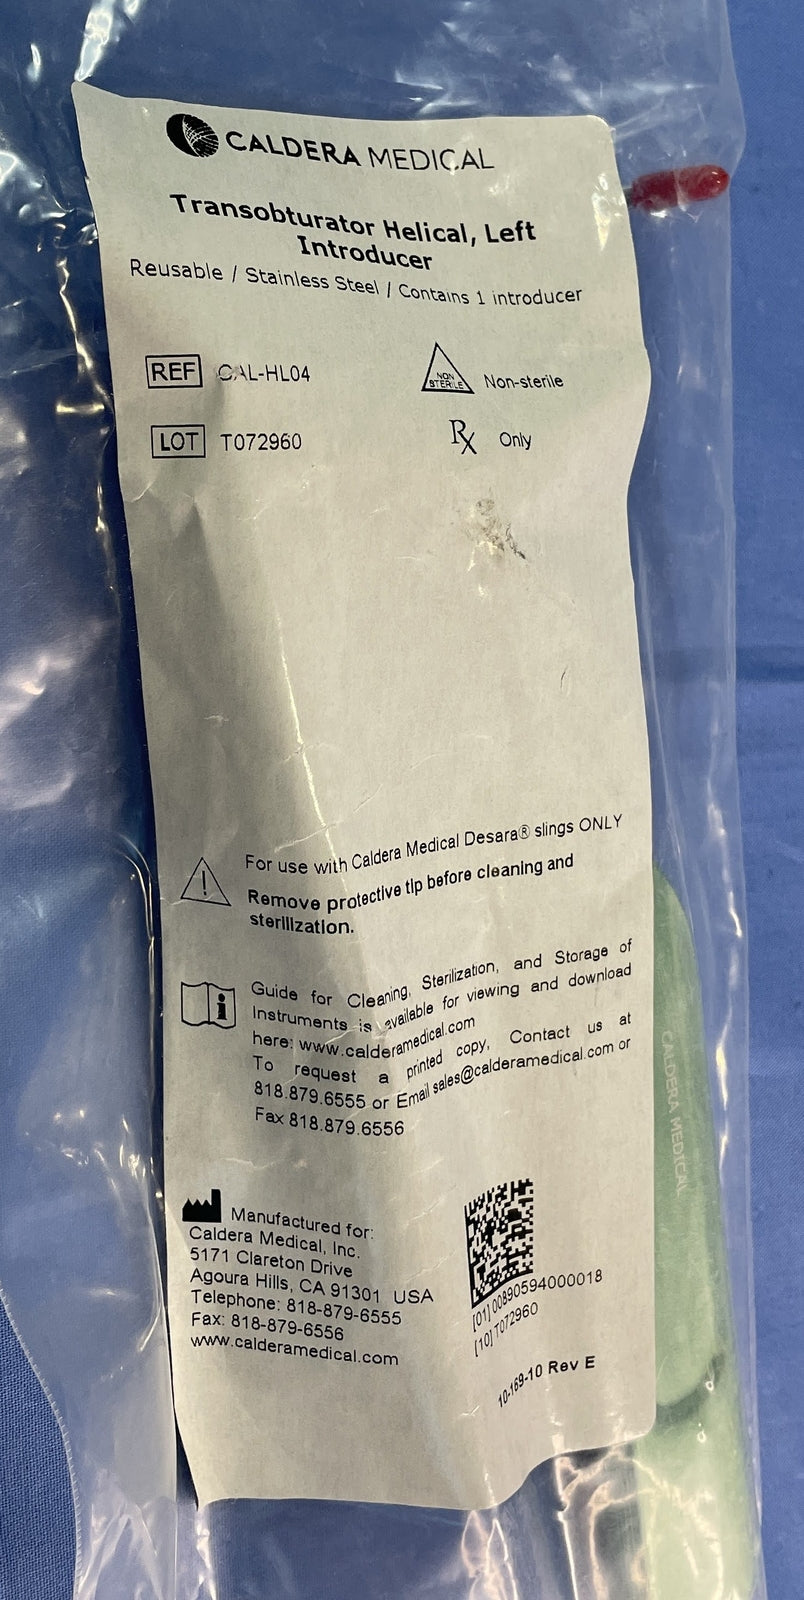 CALDERA MEDICAL
Transobturator Helical, Left
Introducer
Reusable / Stainless Steel / Contains 1 introducer
REF CAL-HL04
NON
STERILE
Non-sterile
LOT T072960
Rx Only
For use with Caldera Medical Desara® slings ONLY
Remove protective tip before cleaning and
sterilization.
Guide for Cleaning, Sterilization, and Storage of
Instruments is available for viewing and download
here: www.calderamedical.com
To request a printed copy, Contact us at
818.879.6555 or Email sales@calderamedical.com or
Fax 818.879.6556
Manufactured for:
Caldera Medical, Inc.
5171 Clareton Drive
Agoura Hills, CA 91301 USA
Telephone: 818-879-6555
Fax: 818-879-6556
www.calderamedical.com
[01] 00890594000018
[10] T072960
10-169-10 Rev E
CALDERA MEDICAL